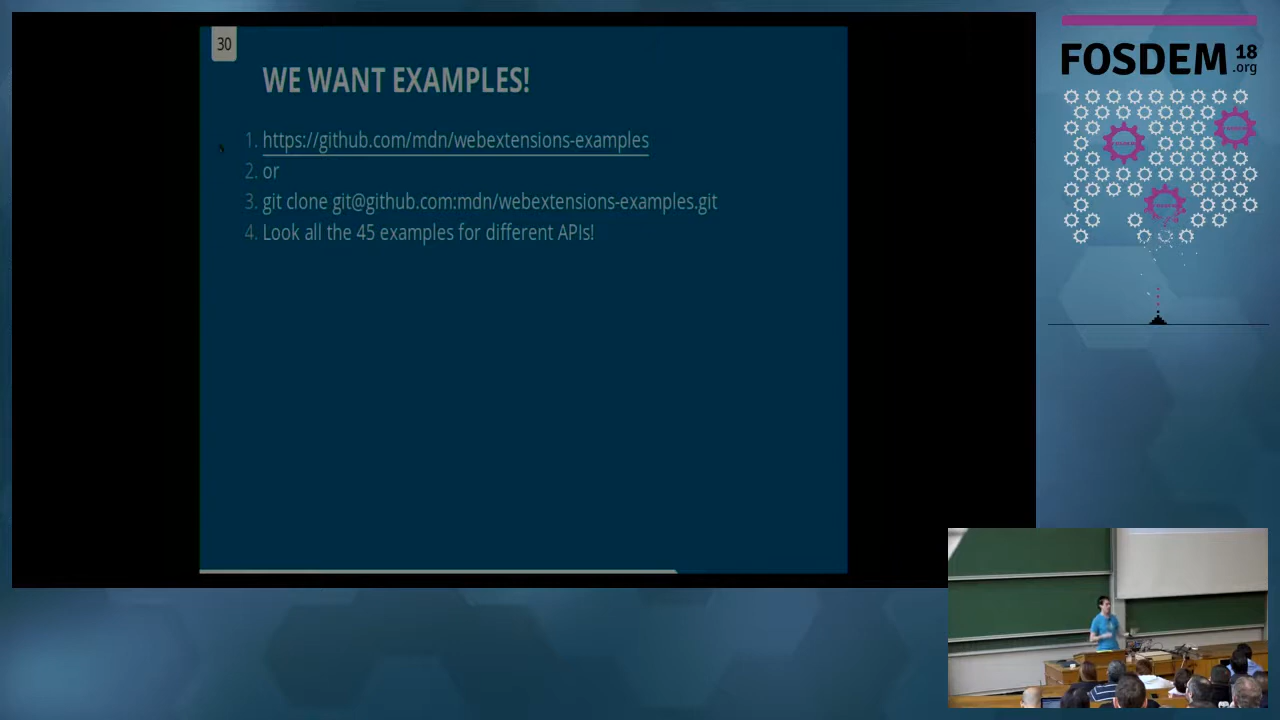 30
WE WANT EXAMPLES!
1. https://github.com/mdn/webextensions-examples
2. or
3. git clone git@github.com:mdn/webextensions-examples.git
4. Look all the 45 examples for different APIs!
FOSDEM 18
.org